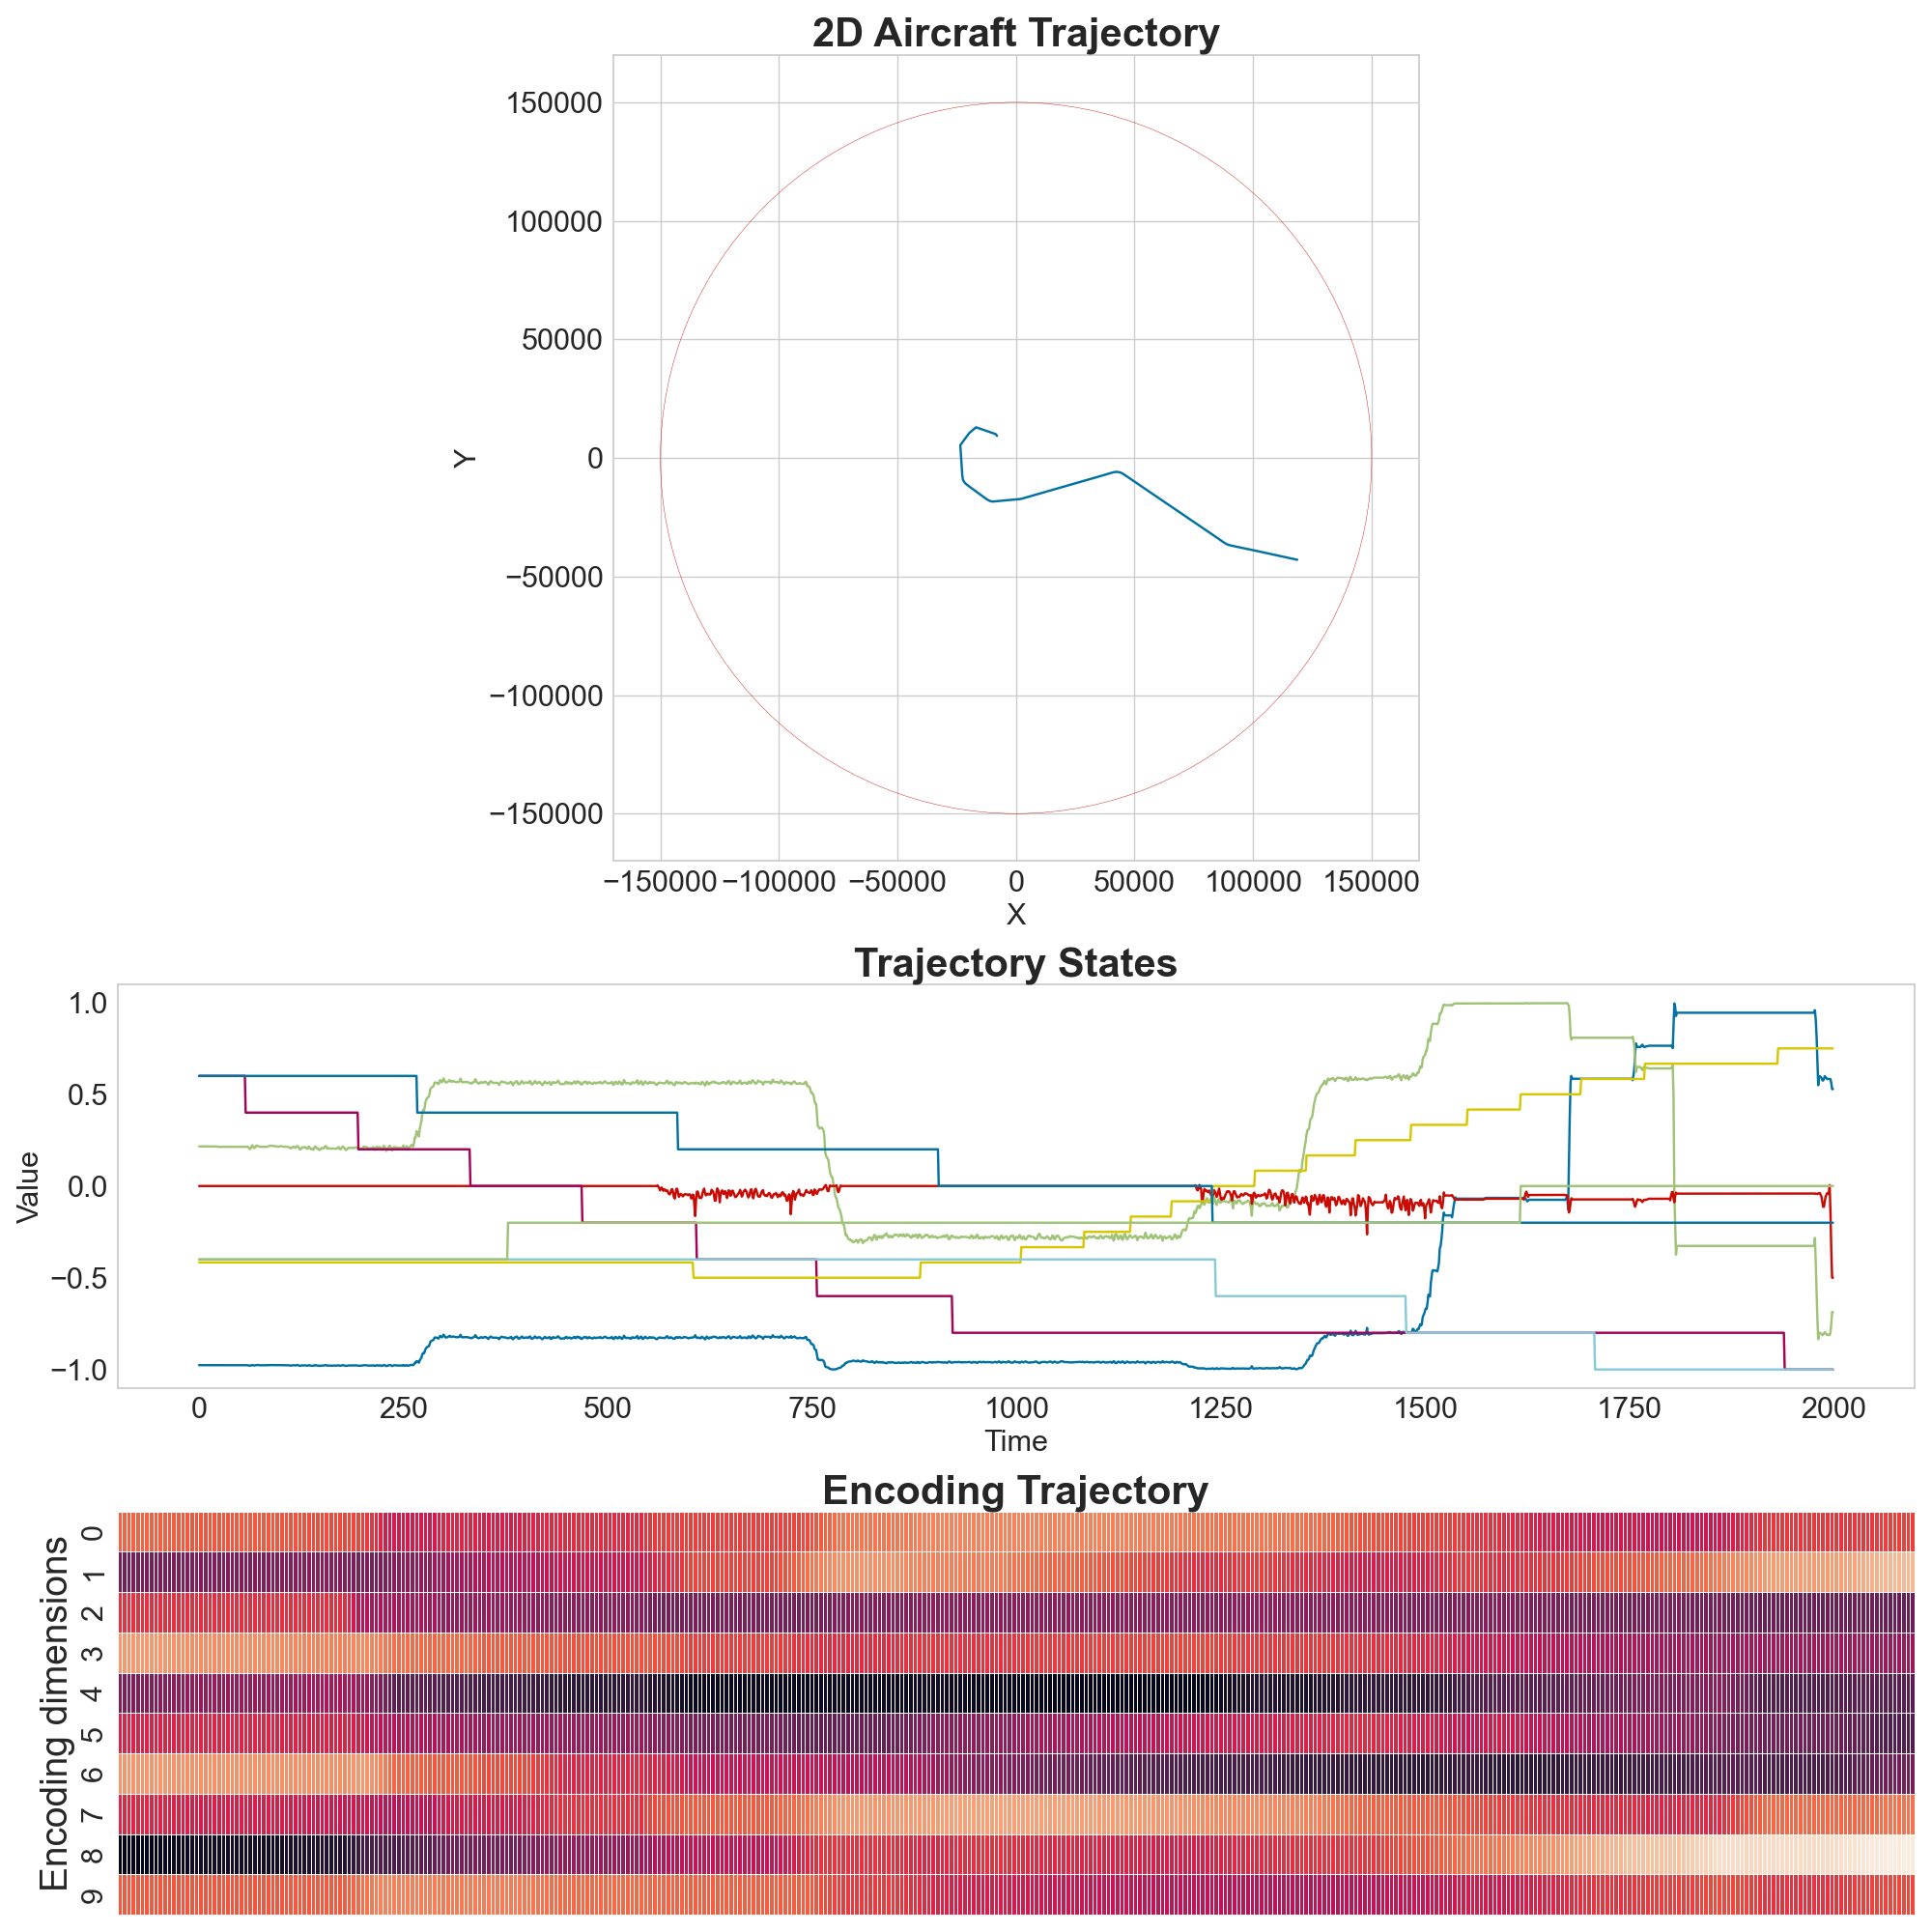 2D Aircraft Trajectory
150000
100000
50000
0
−50000
−100000
−150000
Y
−150000 −100000 −50000 0 50000 100000 150000
X
Trajectory States
1.0
0.5
0.0
−0.5
−1.0
Value
0 250 500 750 1000 1250 1500 1750 2000
Time
Encoding Trajectory
Encoding dimensions
0
1
2
3
4
5
6
7
8
9